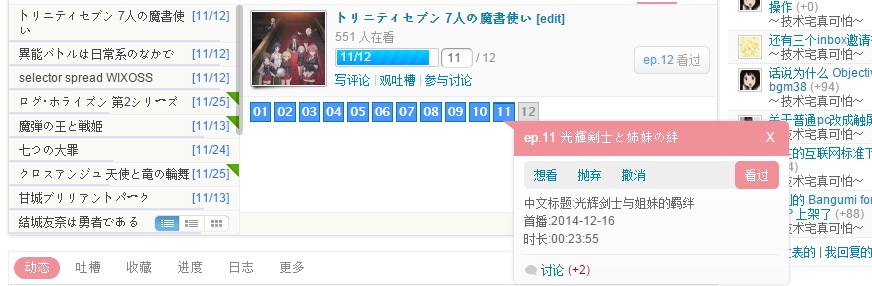 トリニティセブン 7人の魔書使い [11/12]
異能バトルは日常系のなかで [11/12]
selector spread WIXOSS [11/12]
ログ・ホライズン 第2シリーズ [11/25]
魔弾の王と戦姫 [11/13]
七つの大罪 [11/24]
クロスアンジュ 天使と竜の輪舞 [11/25]
甘城ブリリアントパーク [11/13]
結城友奈は勇者である
トリニティセブン 7人の魔書使い [edit]
551 人在看
11/12 11 / 12
ep.12 看过
写评论 | 观吐槽 | 参与讨论
01 02 03 04 05 06 07 08 09 10 11 12
ep.11 光輝剣士と姉妹の絆 X
想看 抛弃 撤消 看过
中文标题:光辉剑士与姐妹的羁绊
首播:2014-12-16
时长:00:23:55
讨论 (+2)
操作 (+0)
～技术宅真可怕～
还有三个inbox邀请
～技术宅真可怕～
话说为什么 Objectiv
bgm38 (+94)
～技术宅真可怕～
关于普通pc改成触屏
～技术宅真可怕～
的互联网标准下
技术宅真可怕～
的 Bangumi for
P 上架了 (+88)
技术宅真可怕～
发表的 | 我回复的
动态 吐槽 收藏 进度 日志 更多